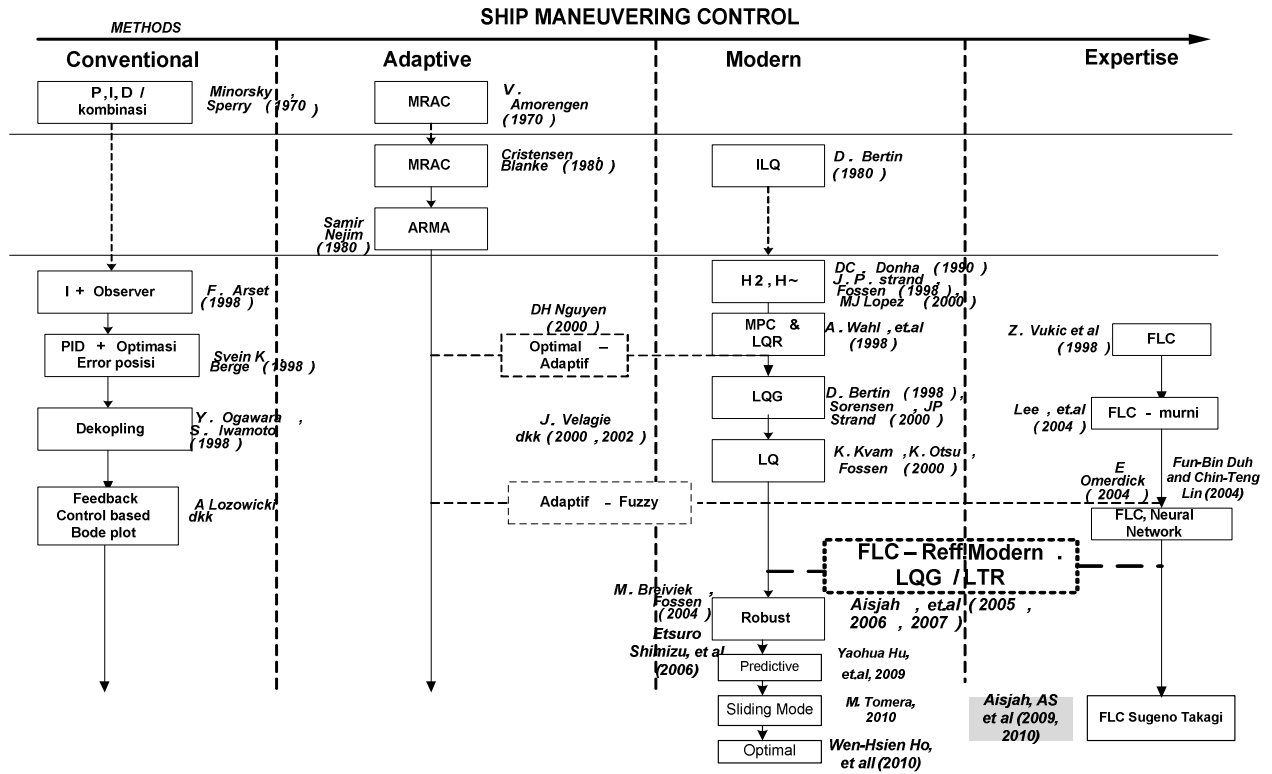 SHIP MANEUVERING CONTROL
METHODS
Conventional
Adaptive
Modern
Expertise
P, I, D /
kombinasi
Minorsky ,
Sperry (1970 )
MRAC
V .
Amorengen
(1970 )
MRAC
Cristensen ,
Blanke (1980 )
ILQ
D . Bertin
(1980 )
Samir
Nejim
(1980 )
ARMA
I + Observer
F . Arset
(1998 )
H2 , H~
DC . Donha (1990 )
J. P. strand ,
Fossen (1998 ) ,
MJ Lopez (2000 )
DH Nguyen
(2000 )
Optimal –
Adaptif
MPC &
LQR
A . Wahl , et.al
(1998 )
Z . Vukic et al
(1998 )
FLC
PID + Optimasi
Error posisi
Svein K ,
Berge (1998 )
LQG
D . Bertin (1998 ) ,
Sorensen , JP
Strand (2000 )
Lee , et.al
(2004 )
FLC – murni
Dekopling
Y . Ogawara ,
S . Iwamoto
(1998 )
J . Velagie
dkk (2000 , 2002 )
LQ
K . Kvam , K . Otsu ,
Fossen (2000 )
E
Omerdick
(2004 )
Fun-Bin Duh
and Chin-Teng
Lin (2004)
Feedback
Control based
Bode plot
A Lozowicki
dkk
Adaptif – Fuzzy
FLC, Neural
Network
FLC – Reff Modern .
LQG / LTR
M . Breiviek ,
Fossen
(2004 )
Robust
Aisjah , et.al (2005 ,
2006 , 2007 )
Etsuro
Shimizu, et al
(2006)
Predictive
Yaohua Hu,
et.al, 2009
Sliding Mode
M. Tomera,
2010
Aisjah, AS
et al (2009,
2010)
FLC Sugeno Takagi
Optimal
Wen-Hsien Ho,
et all (2010)